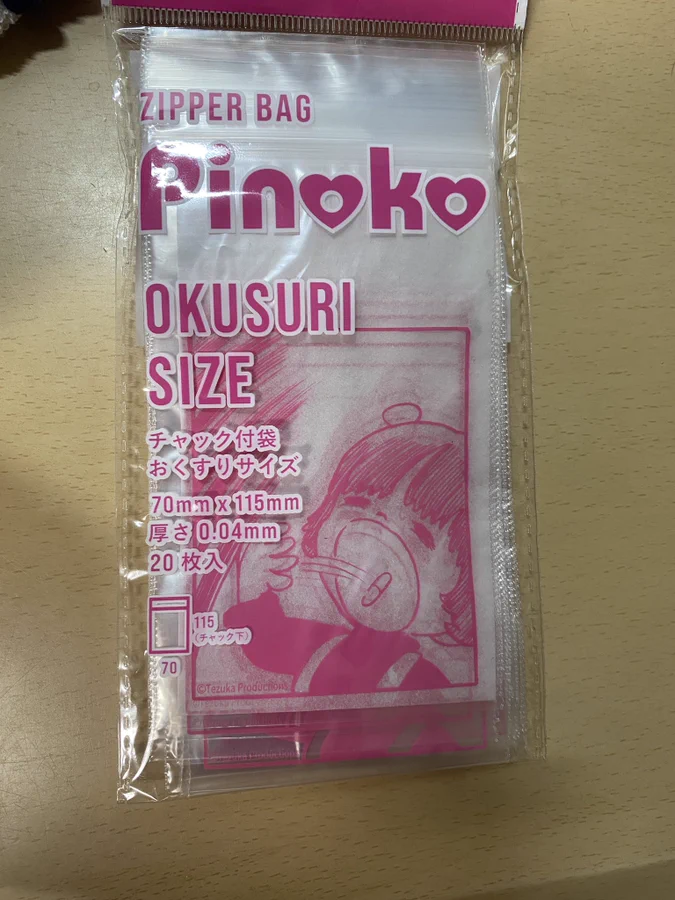 ZIPPER BAG
Pinoko
OKUSURI
SIZE
チャック付袋
おくすりサイズ
70mm x 115mm
厚さ 0.04mm
20 枚入
115
(チャック下)
70
©Tezuka Productions